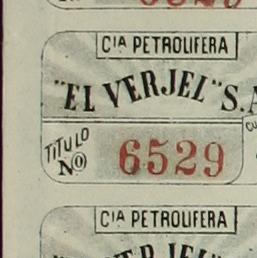 CIA PETROLIFERA
"EL VERJEL" S.A
TITULO
No 6529
CIA PETROLIFERA